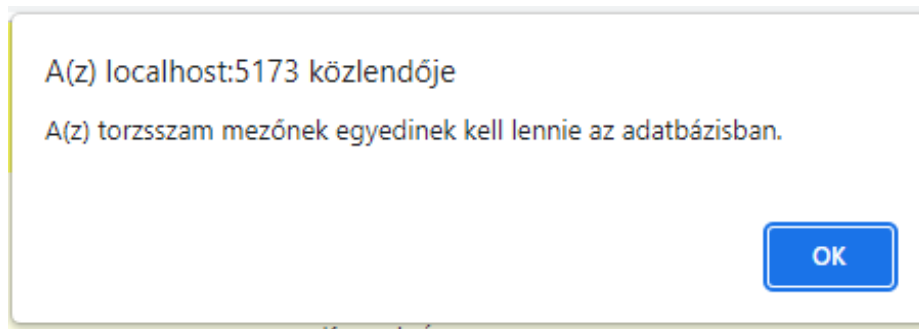 A(z) localhost:5173 közlendője
A(z) torzsszam mezőnek egyedinek kell lennie az adatbázisban.
OK